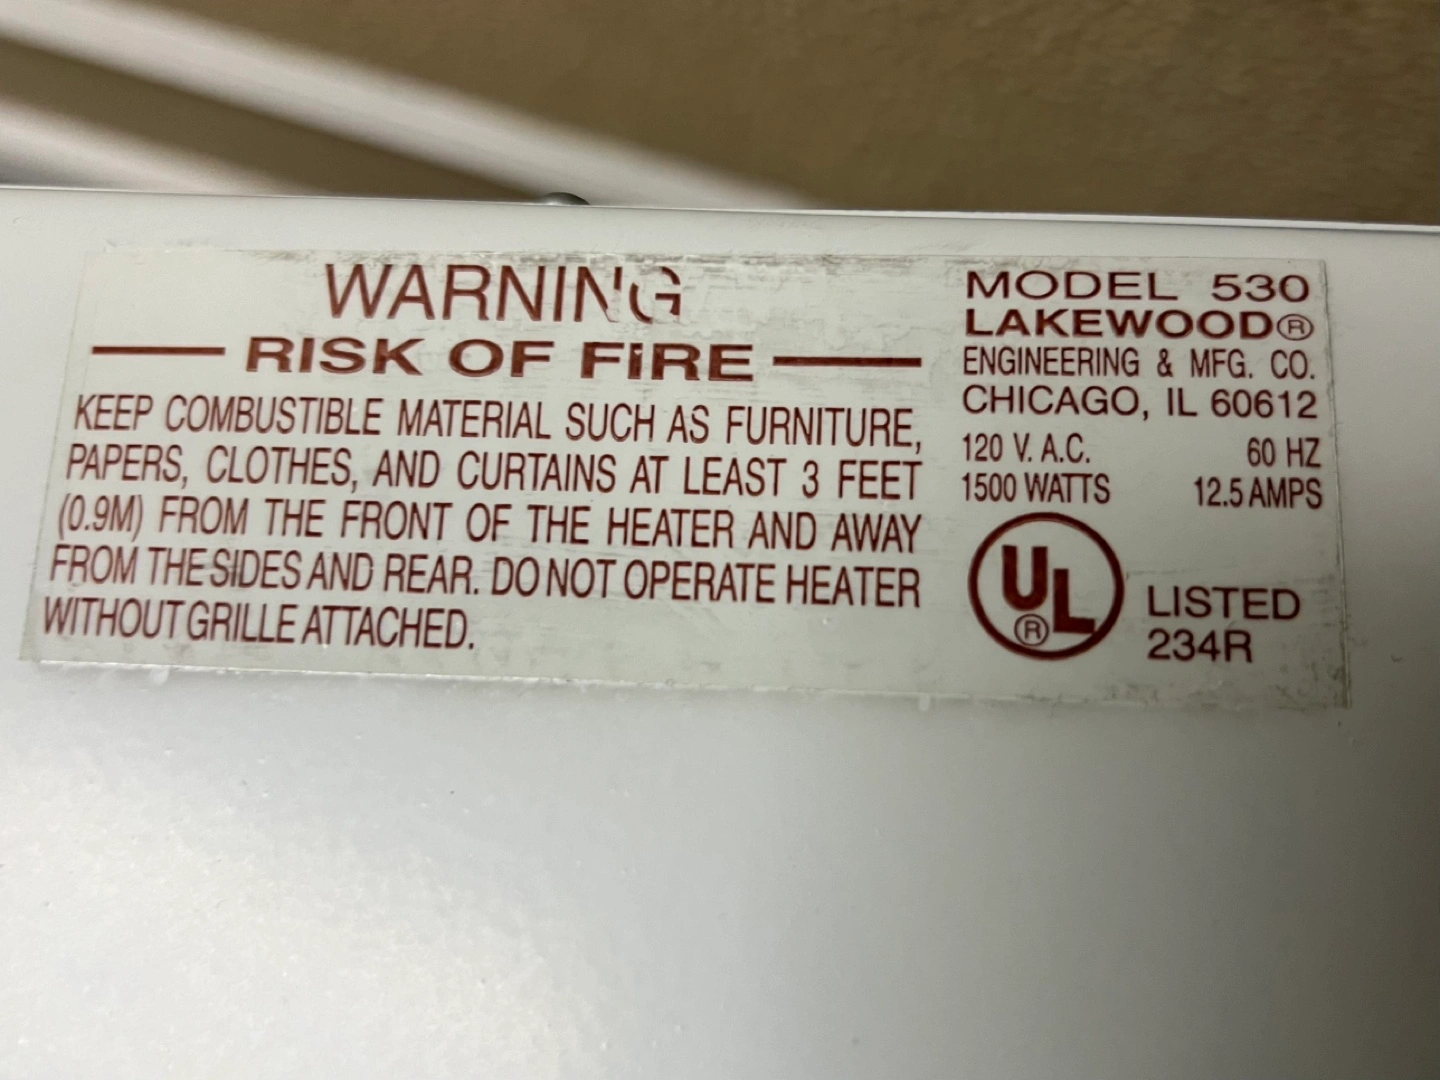 WARNING
RISK OF FIRE
KEEP COMBUSTIBLE MATERIAL SUCH AS FURNITURE,
PAPERS, CLOTHES, AND CURTAINS AT LEAST 3 FEET
(0.9M) FROM THE FRONT OF THE HEATER AND AWAY
FROM THE SIDES AND REAR. DO NOT OPERATE HEATER
WITHOUT GRILLE ATTACHED.
MODEL 530
LAKEWOOD®
ENGINEERING & MFG. CO.
CHICAGO, IL 60612
120 V. A.C. 60 HZ
1500 WATTS 12.5 AMPS
UL®
LISTED
234R